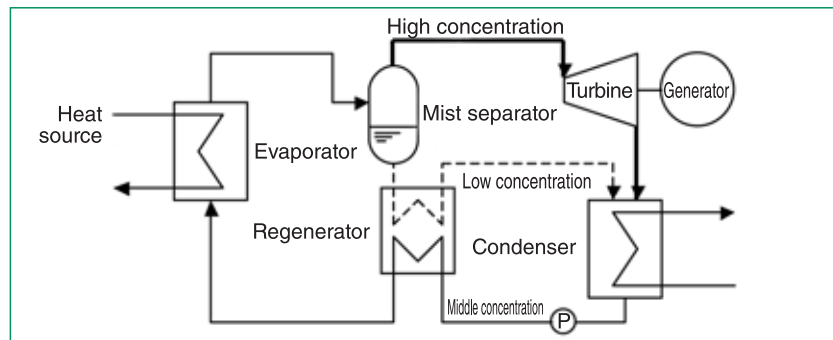 High concentration
Heat
source
Evaporator
Mist separator
Turbine
Generator
Low concentration
Regenerator
Condenser
Middle concentration
P